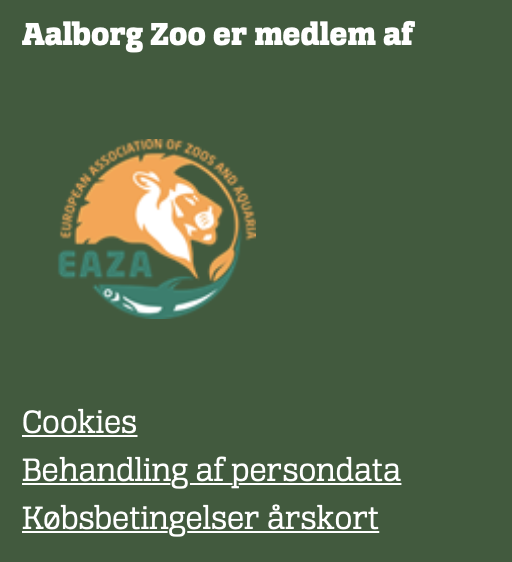 Aalborg Zoo er medlem af
EUROPEAN ASSOCIATION OF ZOOS AND AQUARIA
EAZA
Cookies
Behandling af persondata
Købsbetingelser årskort